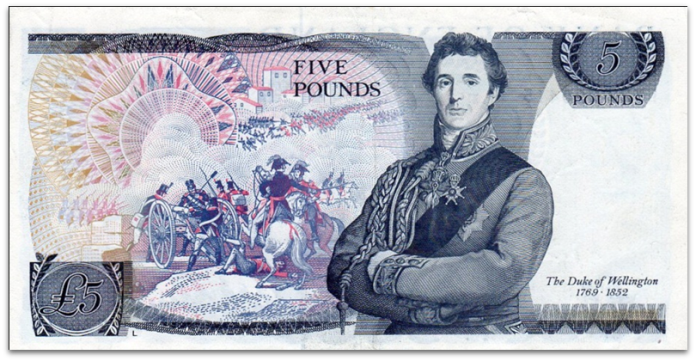 FIVE
POUNDS
5
POUNDS
The Duke of Wellington
1769 - 1852
£5
L